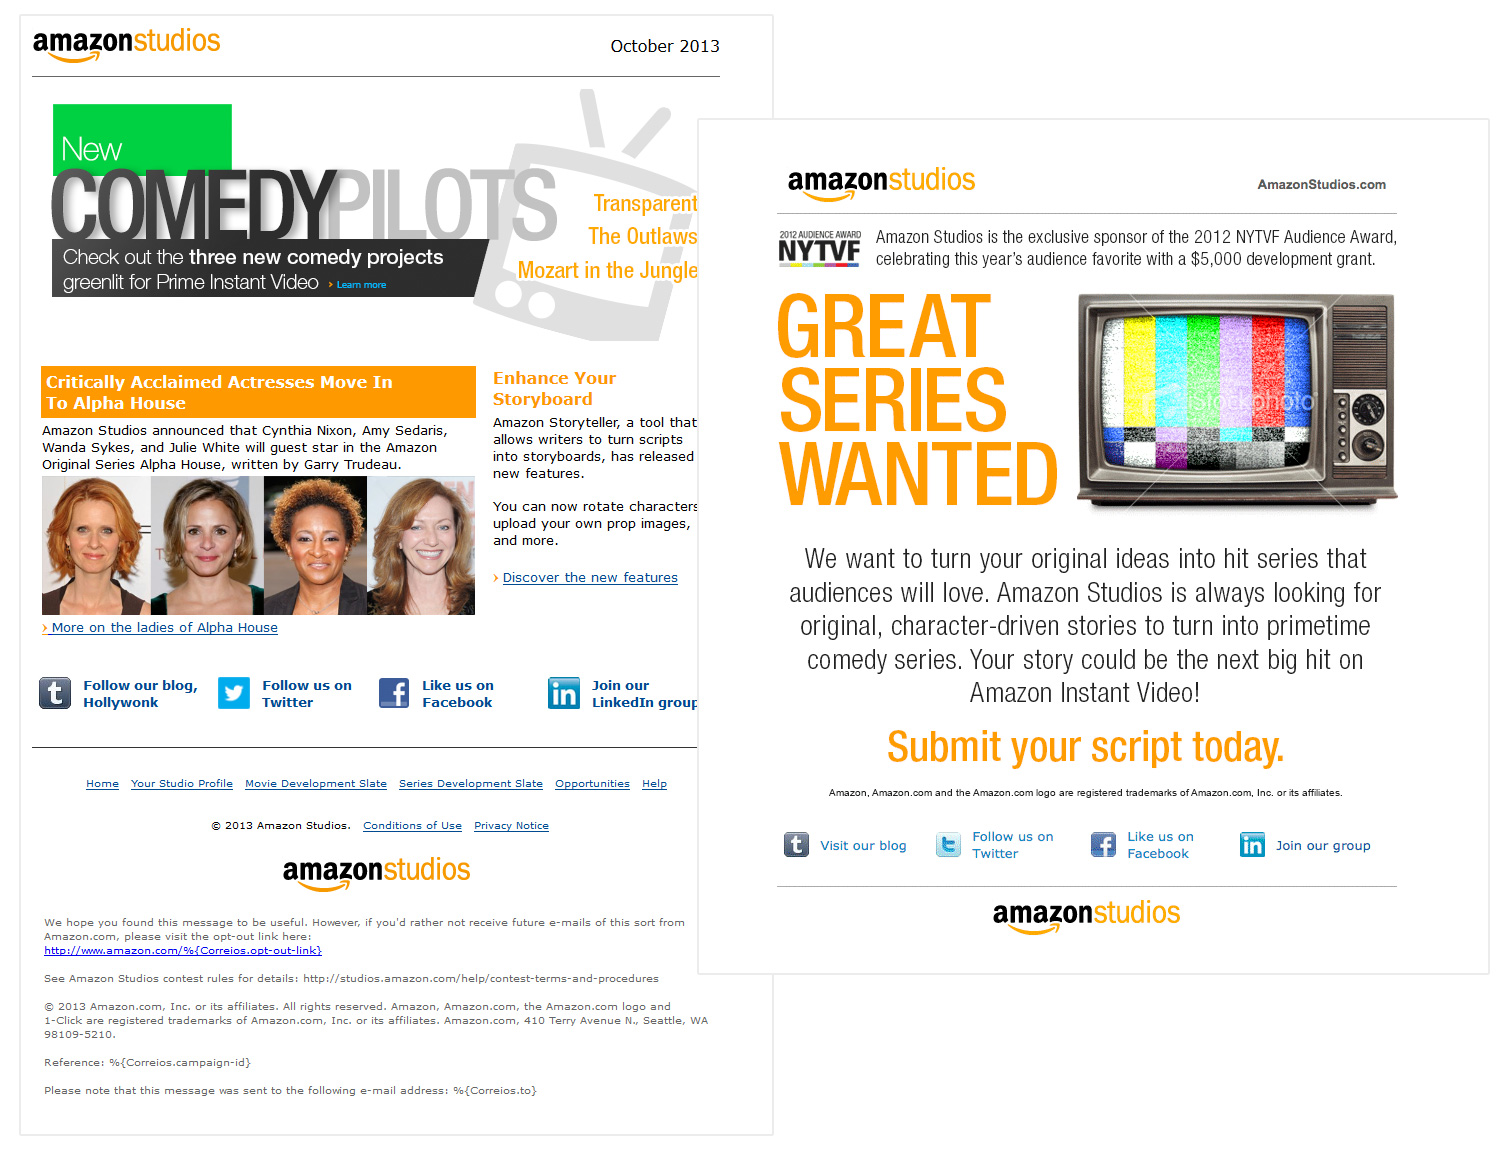 amazonstudios
October 2013
New
COMEDYPILOTS
Check out the three new comedy projects
greenlit for Prime Instant Video › Learn more
Transparent
The Outlaws
Mozart in the Jungle
Critically Acclaimed Actresses Move In
To Alpha House
Amazon Studios announced that Cynthia Nixon, Amy Sedaris,
Wanda Sykes, and Julie White will guest star in the Amazon
Original Series Alpha House, written by Garry Trudeau.
› More on the ladies of Alpha House
Enhance Your
Storyboard
Amazon Storyteller, a tool that
allows writers to turn scripts
into storyboards, has released
new features.
You can now rotate characters
upload your own prop images,
and more.
› Discover the new features
Follow our blog,
Hollywonk
Follow us on
Twitter
Like us on
Facebook
Join our
LinkedIn group
Home Your Studio Profile Movie Development Slate Series Development Slate Opportunities Help
© 2013 Amazon Studios. Conditions of Use Privacy Notice
amazonstudios
We hope you found this message to be useful. However, if you'd rather not receive future e-mails of this sort from
Amazon.com, please visit the opt-out link here:
http://www.amazon.com/%{Correios.opt-out-link}
See Amazon Studios contest rules for details: http://studios.amazon.com/help/contest-terms-and-procedures
© 2013 Amazon.com, Inc. or its affiliates. All rights reserved. Amazon, Amazon.com, the Amazon.com logo and
1-Click are registered trademarks of Amazon.com, Inc. or its affiliates. Amazon.com, 410 Terry Avenue N., Seattle, WA
98109-5210.
Reference: %{Correios.campaign-id}
Please note that this message was sent to the following e-mail address: %{Correios.to}
amazonstudios
AmazonStudios.com
2012 AUDIENCE AWARD
NYTVF
Amazon Studios is the exclusive sponsor of the 2012 NYTVF Audience Award,
celebrating this year's audience favorite with a $5,000 development grant.
GREAT
SERIES
WANTED
iStockphoto
We want to turn your original ideas into hit series that
audiences will love. Amazon Studios is always looking for
original, character-driven stories to turn into primetime
comedy series. Your story could be the next big hit on
Amazon Instant Video!
Submit your script today.
Amazon, Amazon.com and the Amazon.com logo are registered trademarks of Amazon.com, Inc. or its affiliates.
Visit our blog
Follow us on
Twitter
Like us on
Facebook
Join our group
amazonstudios